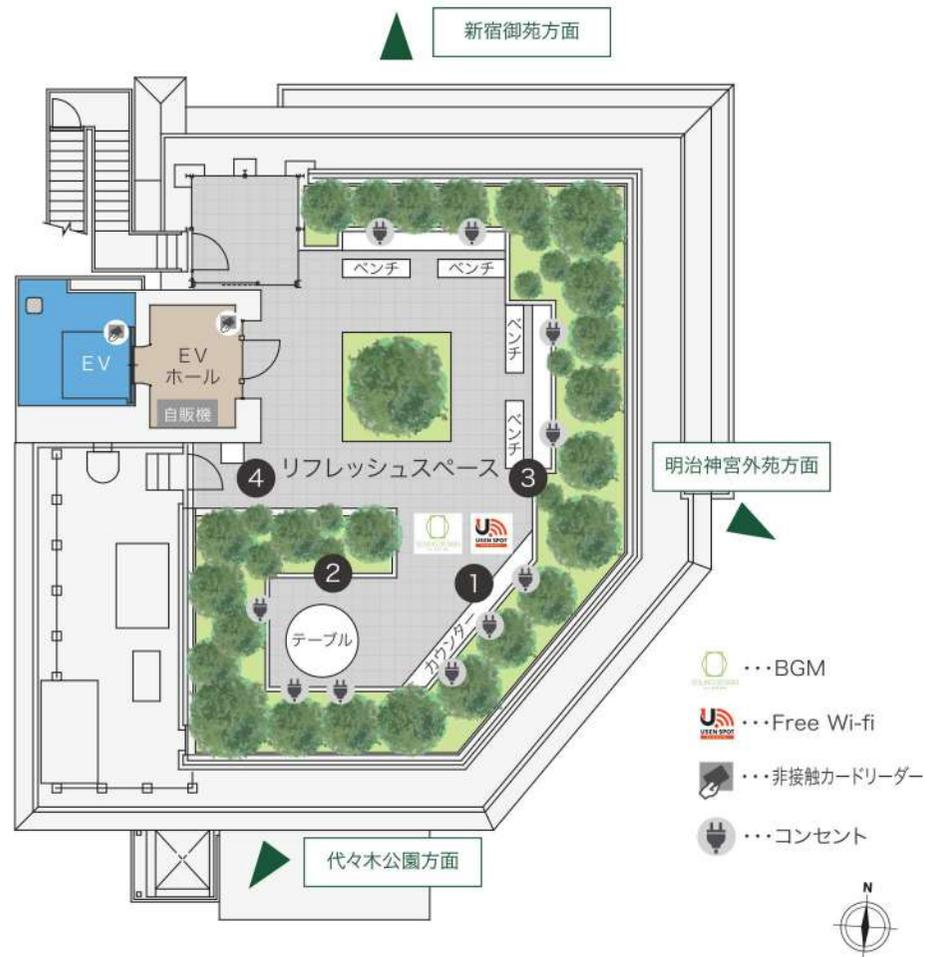 新宿御苑方面
ベンチ
ベンチ
ベンチ
EV
EV
ホール
自販機
ベンチ
明治神宮外苑方面
4
リフレッシュスペース
3
USEN SPOT
2
1
テーブル
カウンター
・・・BGM
USEN SPOT
・・・Free Wi-fi
・・・非接触カードリーダー
・・・コンセント
代々木公園方面
N